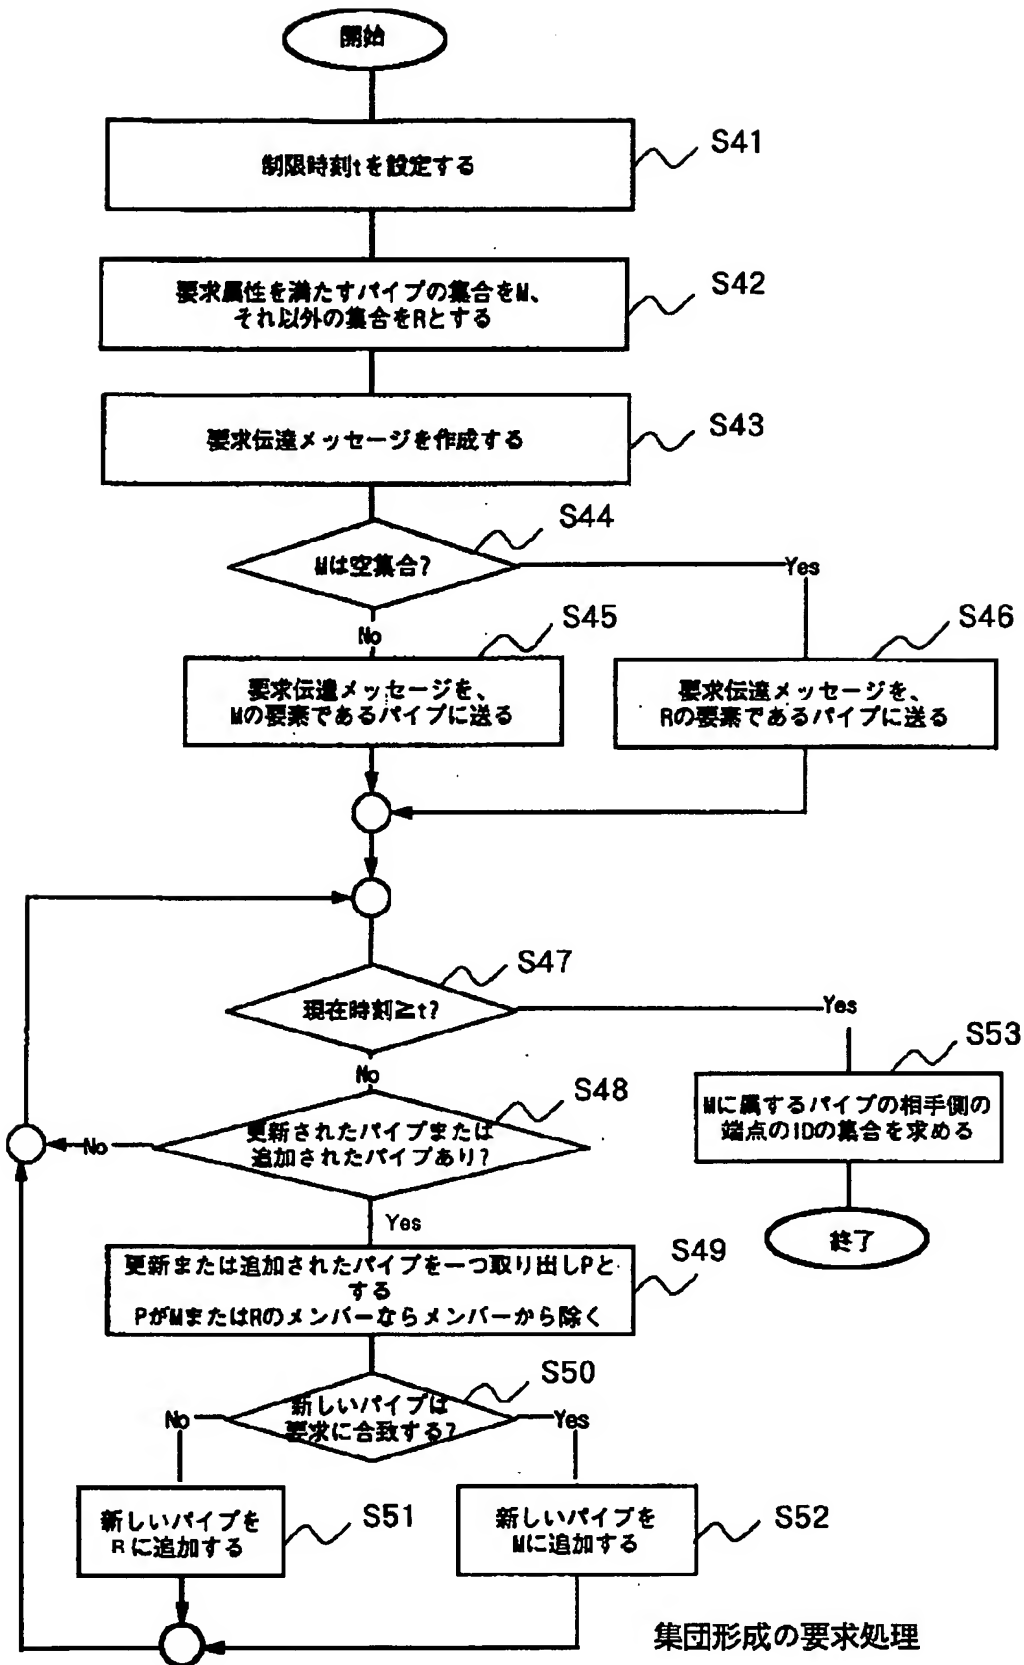 開始
制限時刻tを設定する
S41
要求属性を満たすパイプの集合をM、
それ以外の集合をRとする
S42
要求伝達メッセージを作成する
S43
Mは空集合?
S44
Yes
No
S45
要求伝達メッセージを、
Mの要素であるパイプに送る
S46
要求伝達メッセージを、
Rの要素であるパイプに送る
現在時刻≧t?
S47
Yes
No
S53
Mに属するパイプの相手側の
端点のIDの集合を求める
終了
更新されたパイプまたは
追加されたパイプあり?
S48
No
Yes
更新または追加されたパイプを一つ取り出しPと
する
PがMまたはRのメンバーならメンバーから除く
S49
新しいパイプは
要求に合致する?
S50
No
Yes
新しいパイプを
Rに追加する
S51
新しいパイプを
Mに追加する
S52
集団形成の要求処理